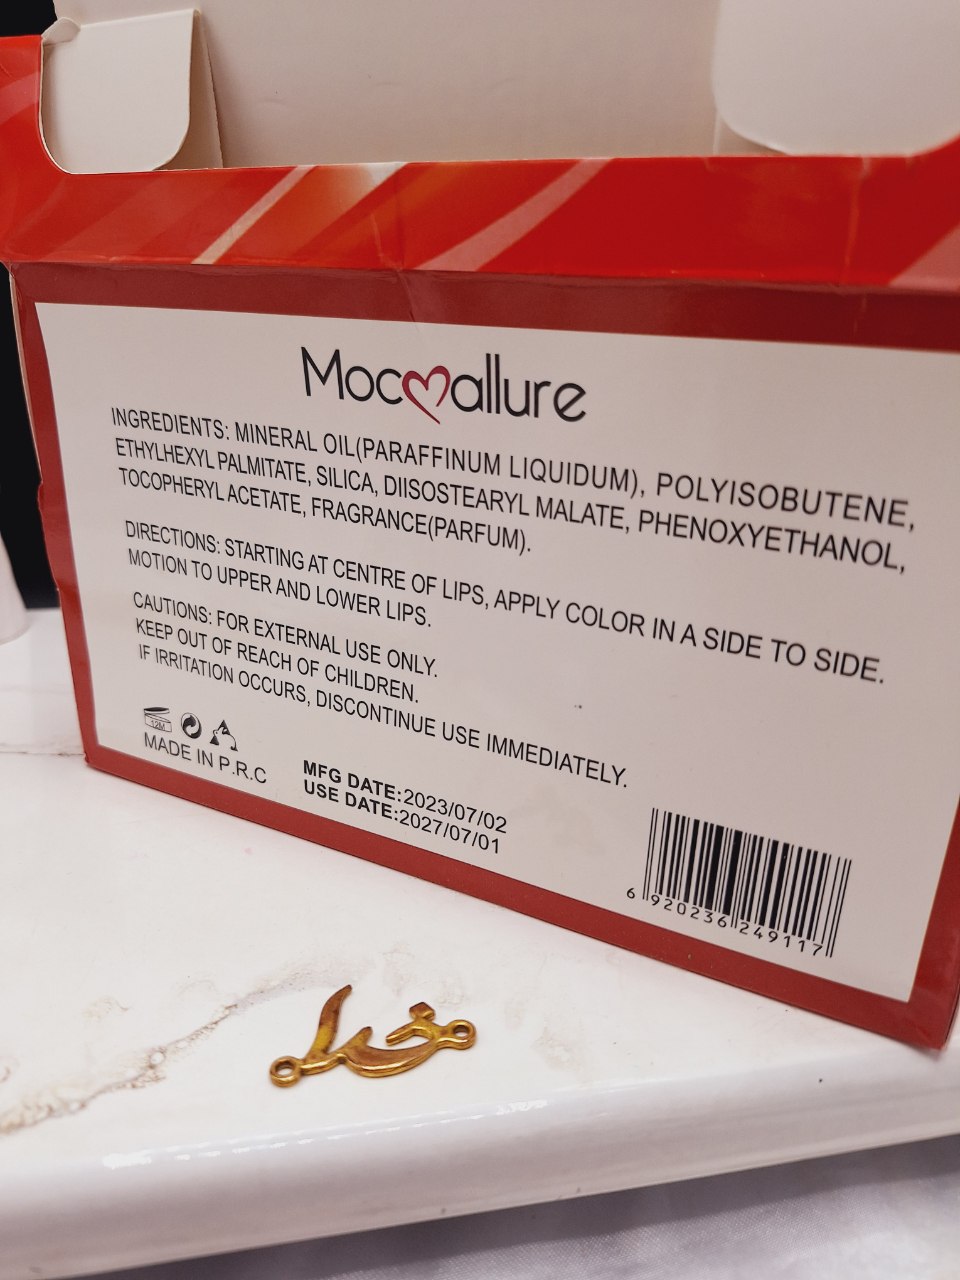 Mocallure
INGREDIENTS: MINERAL OIL(PARAFFINUM LIQUIDUM), POLYISOBUTENE,
ETHYLHEXYL PALMITATE, SILICA, DIISOSTEARYL MALATE, PHENOXYETHANOL,
TOCOPHERYL ACETATE, FRAGRANCE(PARFUM).
DIRECTIONS: STARTING AT CENTRE OF LIPS, APPLY COLOR IN A SIDE TO SIDE.
MOTION TO UPPER AND LOWER LIPS.
CAUTIONS: FOR EXTERNAL USE ONLY.
KEEP OUT OF REACH OF CHILDREN.
IF IRRITATION OCCURS, DISCONTINUE USE IMMEDIATELY.
12M
MADE IN P.R.C
MFG DATE:2023/07/02
USE DATE:2027/07/01
6 920236 249117
خدا